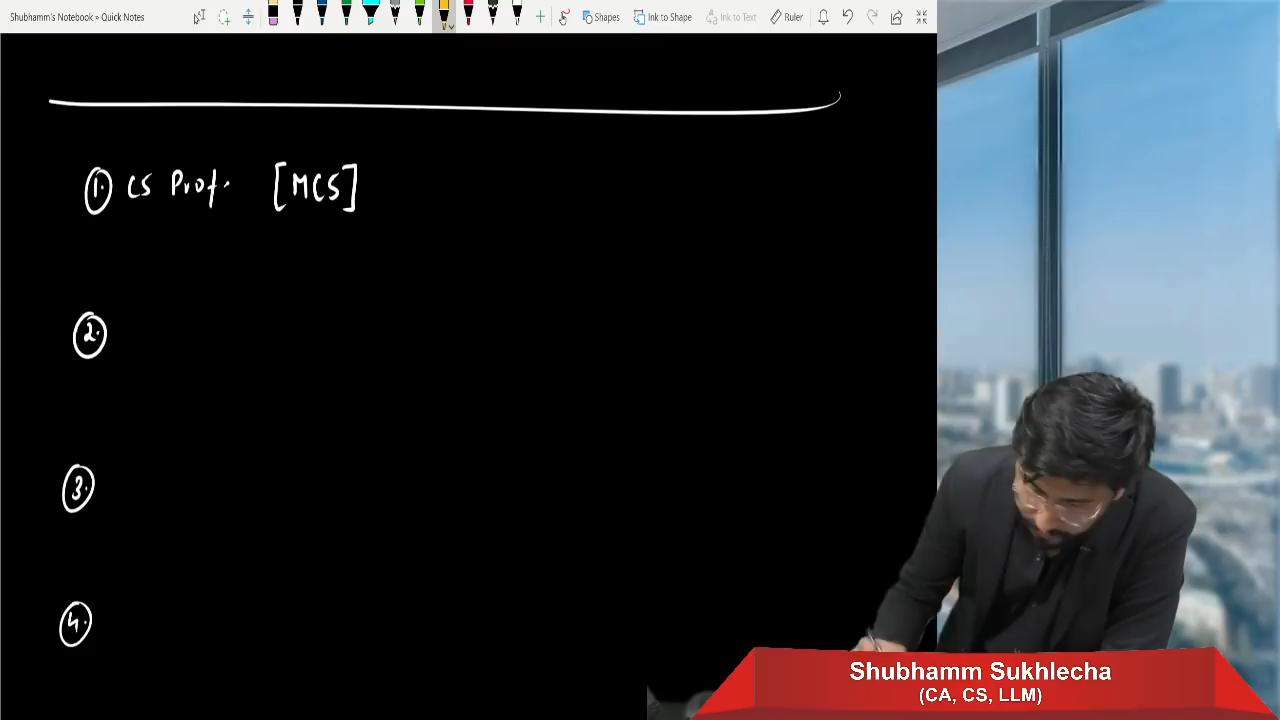 Shubhamm's Notebook » Quick Notes
Shapes
Ink to Shape
Ink to Text
Ruler
1. CS Prof. [MCS]
2.
3.
4.
Shubhamm Sukhlecha
(CA, CS, LLM)